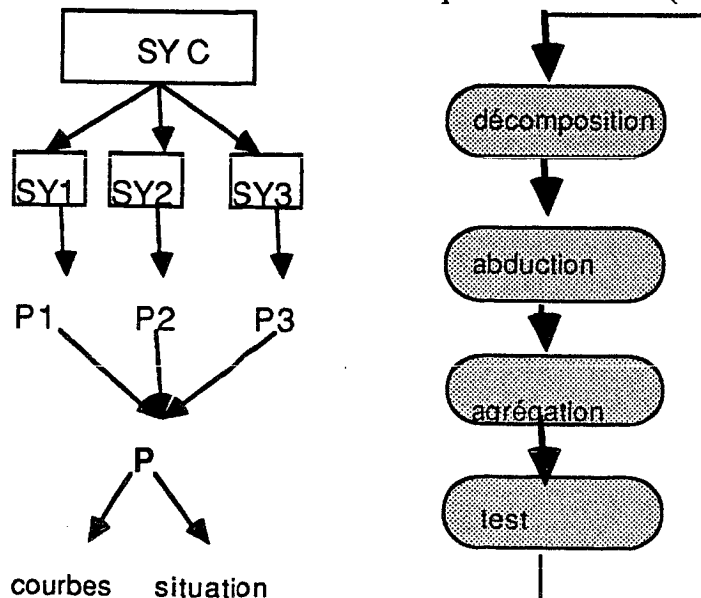 SY C
SY1 SY2 SY3
P1 P2 P3
P
courbes situation
décomposition
abduction
agrégation
test